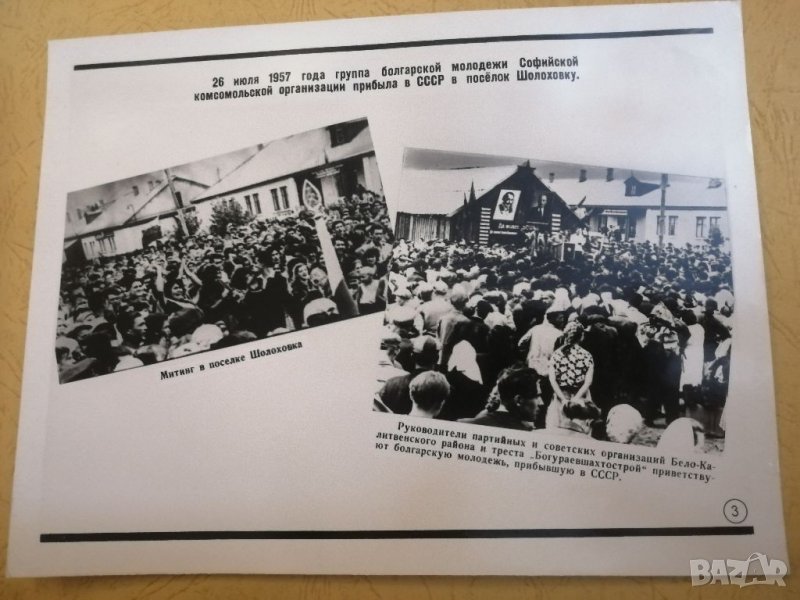 26 июля 1957 года группа болгарской молодежи Софийской
комсомольской организации прибыла в СССР в посёлок Шолоховку.
Митинг в поселке Шолоховка
Руководители партийных и советских организаций Бело-Ка-
литвенского района и треста „Богураевшахтострой" приветству-
ют болгарскую молодежь, прибывшую в СССР.
3
BAZAR